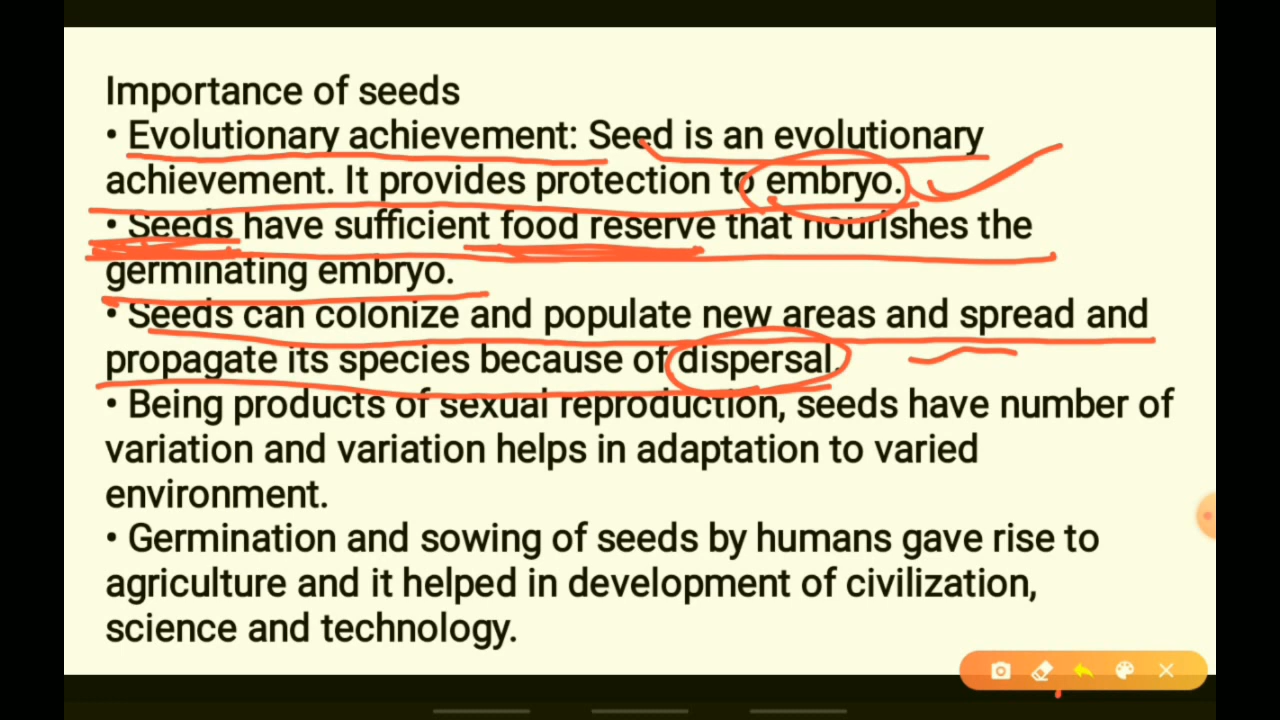 Importance of seeds
• Evolutionary achievement: Seed is an evolutionary
achievement. It provides protection to embryo.
• Seeds have sufficient food reserve that nourishes the
germinating embryo.
• Seeds can colonize and populate new areas and spread and
propagate its species because of dispersal.
• Being products of sexual reproduction, seeds have number of
variation and variation helps in adaptation to varied
environment.
• Germination and sowing of seeds by humans gave rise to
agriculture and it helped in development of civilization,
science and technology.